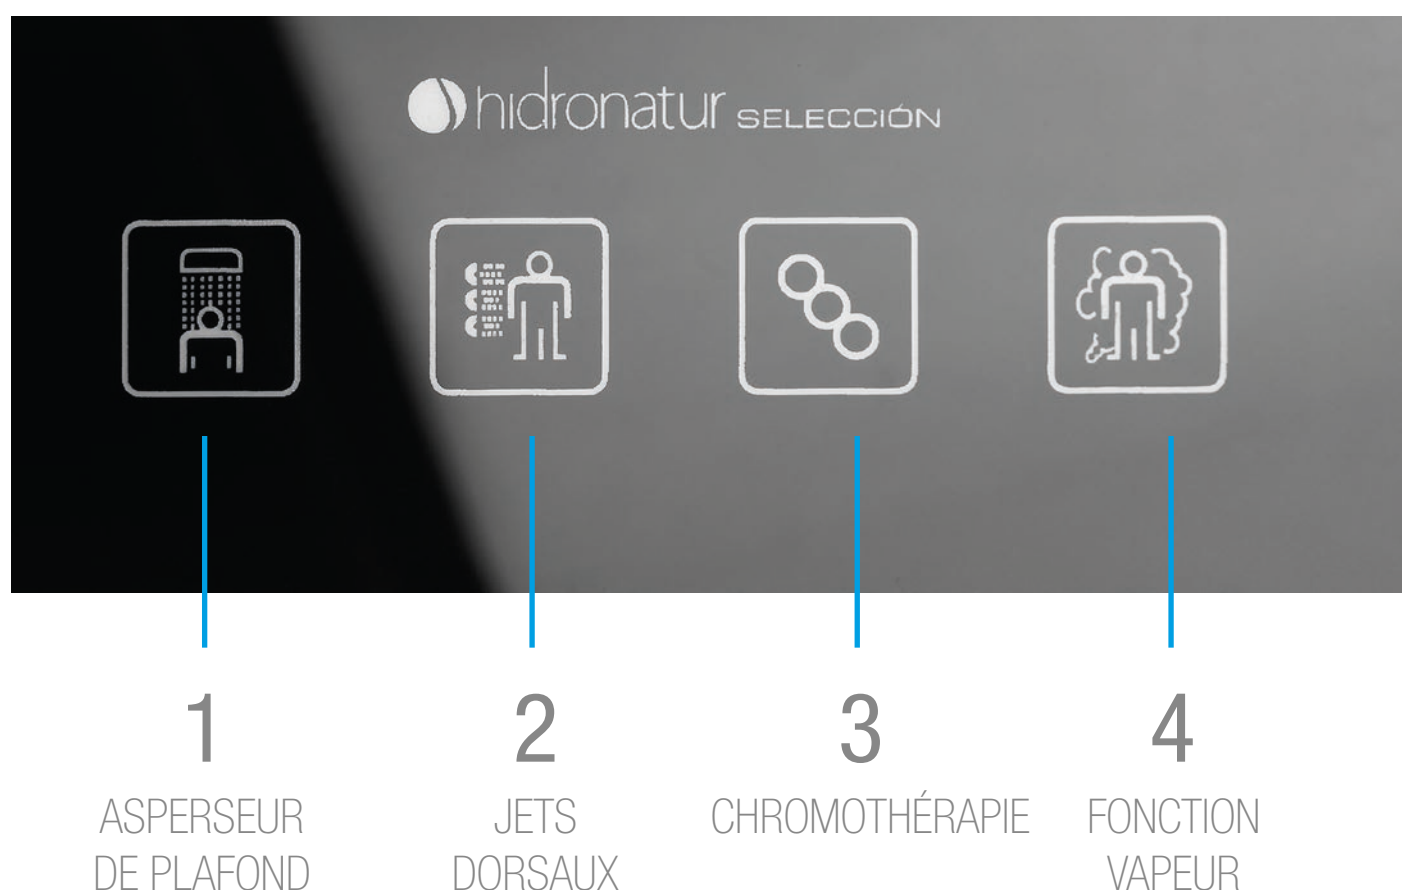 hidronatur SELECCIÓN
1
2
3
4
ASPERSEUR
DE PLAFOND
JETS
DORSAUX
CHROMOTHÉRAPIE
FONCTION
VAPEUR